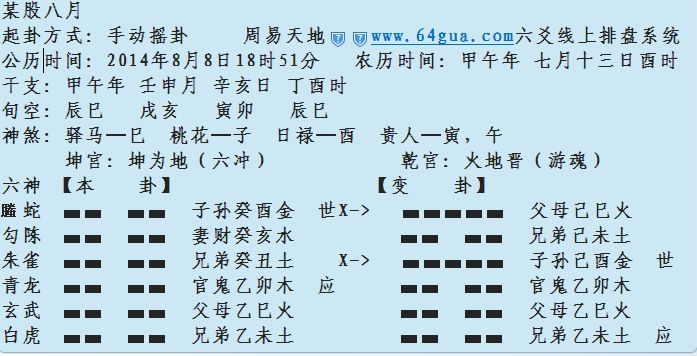 某股八月
起卦方式：手动摇卦 周易天地 www.64gua.com六爻线上排盘系统
公历时间：2014年8月8日18时51分 农历时间：甲午年 七月十三日酉时
干支：甲午年 壬申月 辛亥日 丁酉时
旬空：辰巳 戌亥 寅卯 辰巳
神煞：驿马—巳 桃花—子 日禄—酉 贵人—寅，午
坤宫：坤为地（六冲） 乾宫：火地晋（游魂）
六神 【本 卦】 【变 卦】
螣蛇 子孙癸酉金 世X-> 父母己巳火
勾陈 妻财癸亥水 兄弟己未土
朱雀 兄弟癸丑土 X-> 子孙己酉金 世
青龙 官鬼乙卯木 应 官鬼乙卯木
玄武 父母乙巳火 父母乙巳火
白虎 兄弟乙未土 兄弟乙未土 应